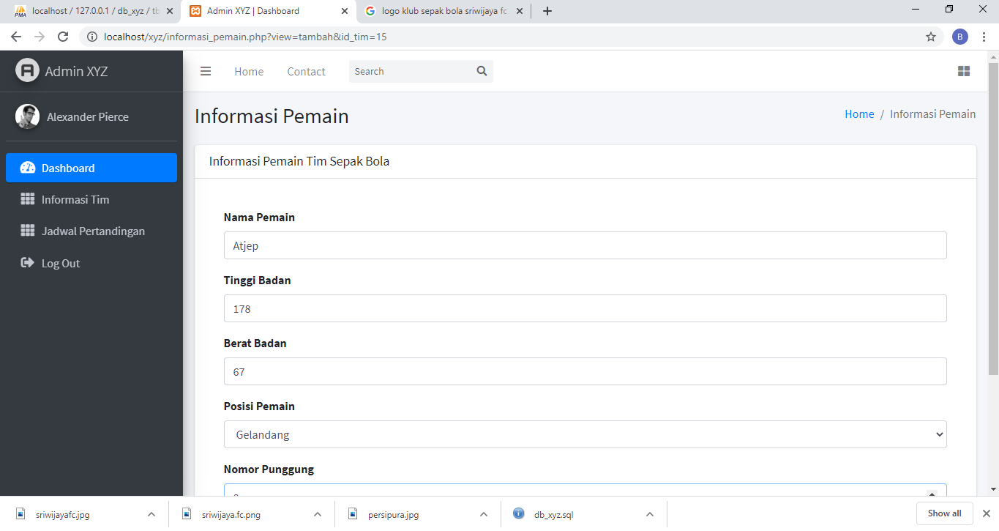 localhost / 127.0.0.1 / db_xyz / tb
Admin XYZ | Dashboard
logo klub sepak bola sriwijaya fc
localhost/xyz/informasi_pemain.php?view=tambah&id_tim=15
B
Admin XYZ
Home
Contact
Search
Alexander Pierce
Informasi Pemain
Home / Informasi Pemain
Dashboard
Informasi Tim
Jadwal Pertandingan
Log Out
Informasi Pemain Tim Sepak Bola
Nama Pemain
Atjep
Tinggi Badan
178
Berat Badan
67
Posisi Pemain
Gelandang
Nomor Punggung
sriwijayafc.jpg
sriwijaya.fc.png
persipura.jpg
db_xyz.sql
Show all